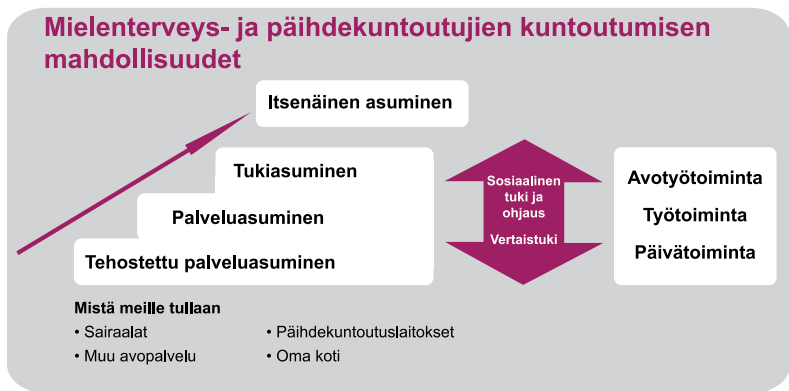 Mielenterveys- ja päihdekuntoutujien kuntoutumisen
mahdollisuudet
Itsenäinen asuminen
Tukiasuminen
Palveluasuminen
Tehostettu palveluasuminen
Sosiaalinen
tuki ja
ohjaus
Vertaistuki
Avotyötoiminta
Työtoiminta
Päivätoiminta
Mistä meille tullaan
• Sairaalat
• Muu avopalvelu
• Päihdekuntoutuslaitokset
• Oma koti